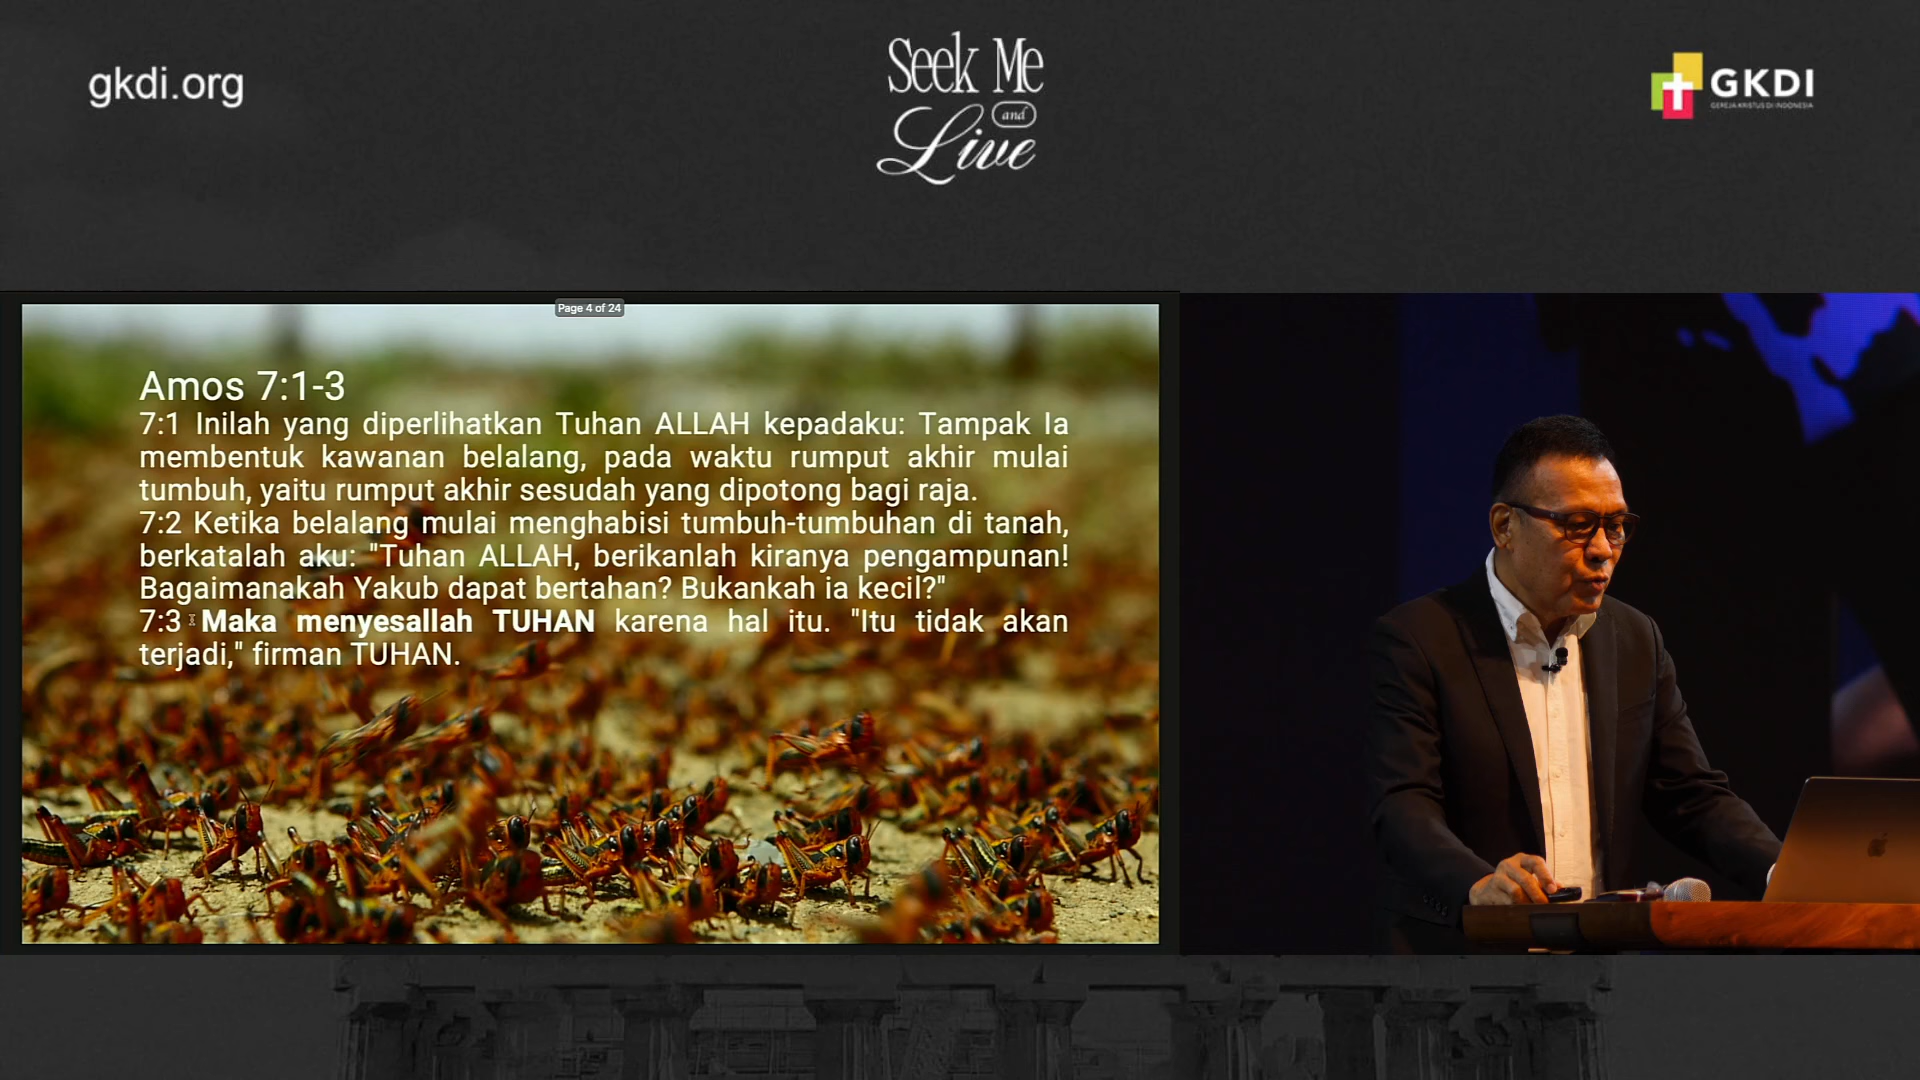 gkdi.org
Seek Me
and
Live
GKDI
GEREJA KRISTUS DI INDONESIA
Page 4 of 24
Amos 7:1-3
7:1 Inilah yang diperlihatkan Tuhan ALLAH kepadaku: Tampak Ia
membentuk kawanan belalang, pada waktu rumput akhir mulai
tumbuh, yaitu rumput akhir sesudah yang dipotong bagi raja.
7:2 Ketika belalang mulai menghabisi tumbuh-tumbuhan di tanah,
berkatalah aku: "Tuhan ALLAH, berikanlah kiranya pengampunan!
Bagaimanakah Yakub dapat bertahan? Bukankah ia kecil?"
7:3 Maka menyesallah TUHAN karena hal itu. "Itu tidak akan
terjadi," firman TUHAN.